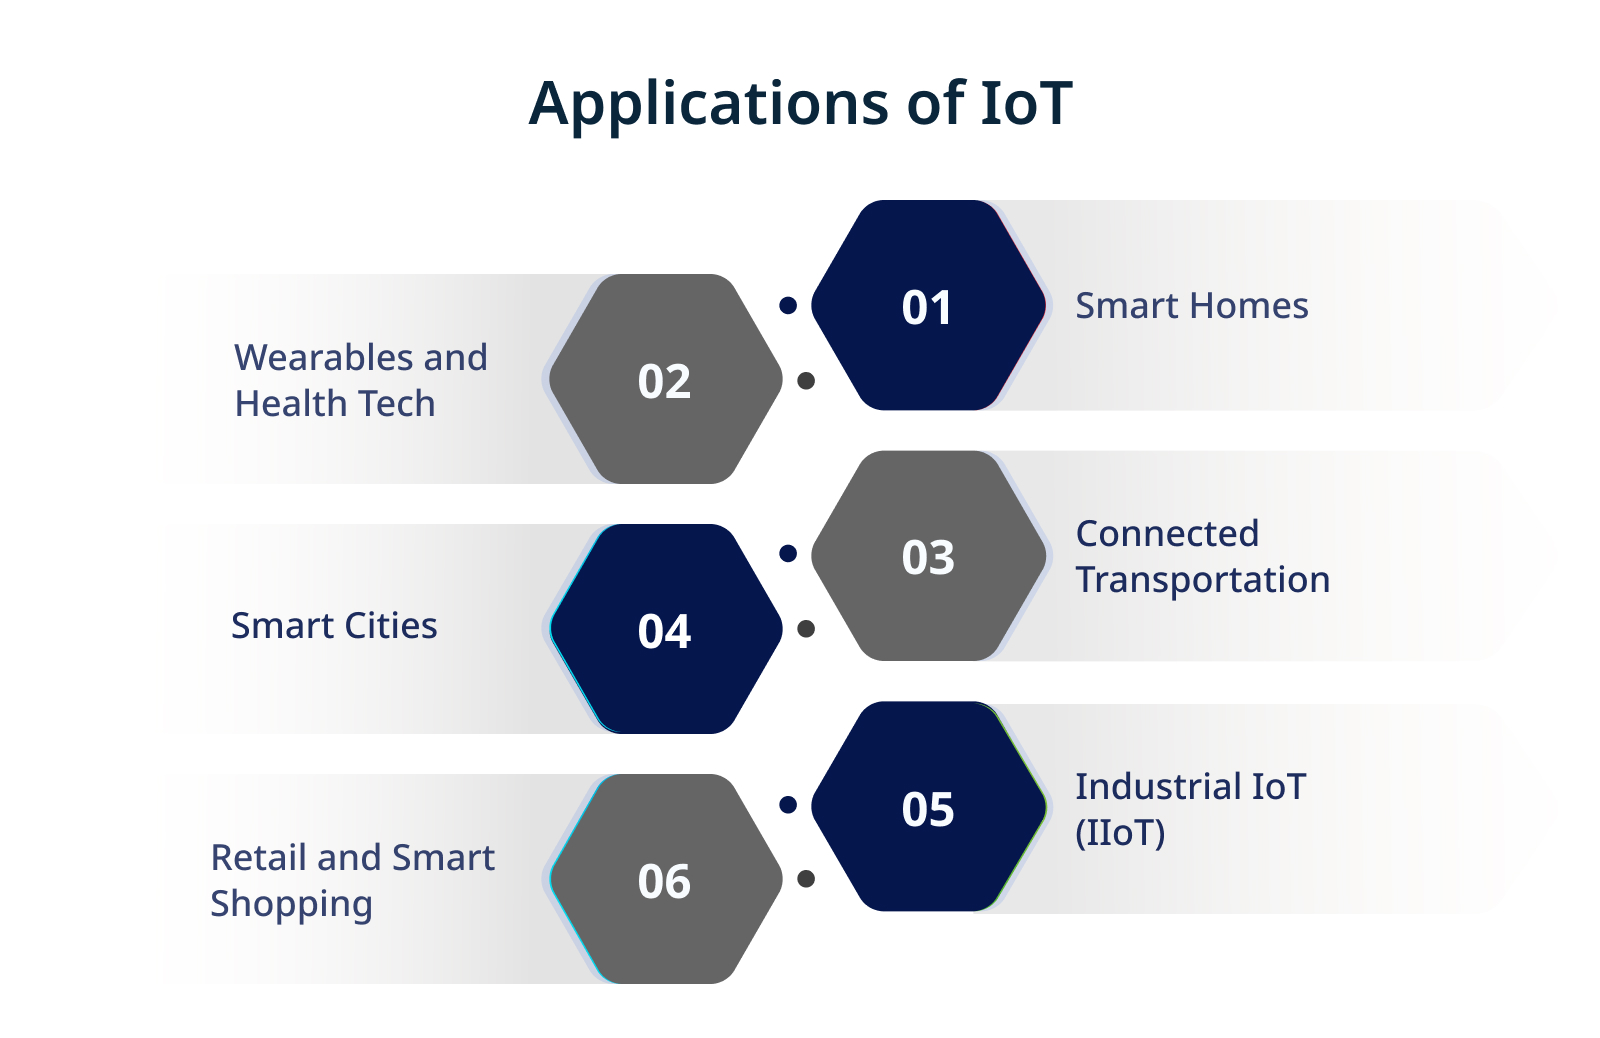 Applications of IoT
01
Smart Homes
02
Wearables and
Health Tech
03
Connected
Transportation
04
Smart Cities
05
Industrial IoT
(IIoT)
06
Retail and Smart
Shopping